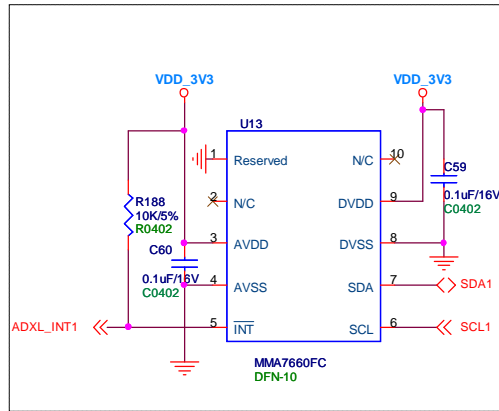 VDD_3V3
VDD_3V3
U13
1 Reserved
N/C 10
C59
0.1uF/16V
C0402
R188
10K/5%
R0402
2 N/C
DVDD 9
3 AVDD
DVSS 8
C60
0.1uF/16V
C0402
4 AVSS
SDA 7
SDA1
ADXL_INT1
5 INT
SCL 6
SCL1
MMA7660FC
DFN-10